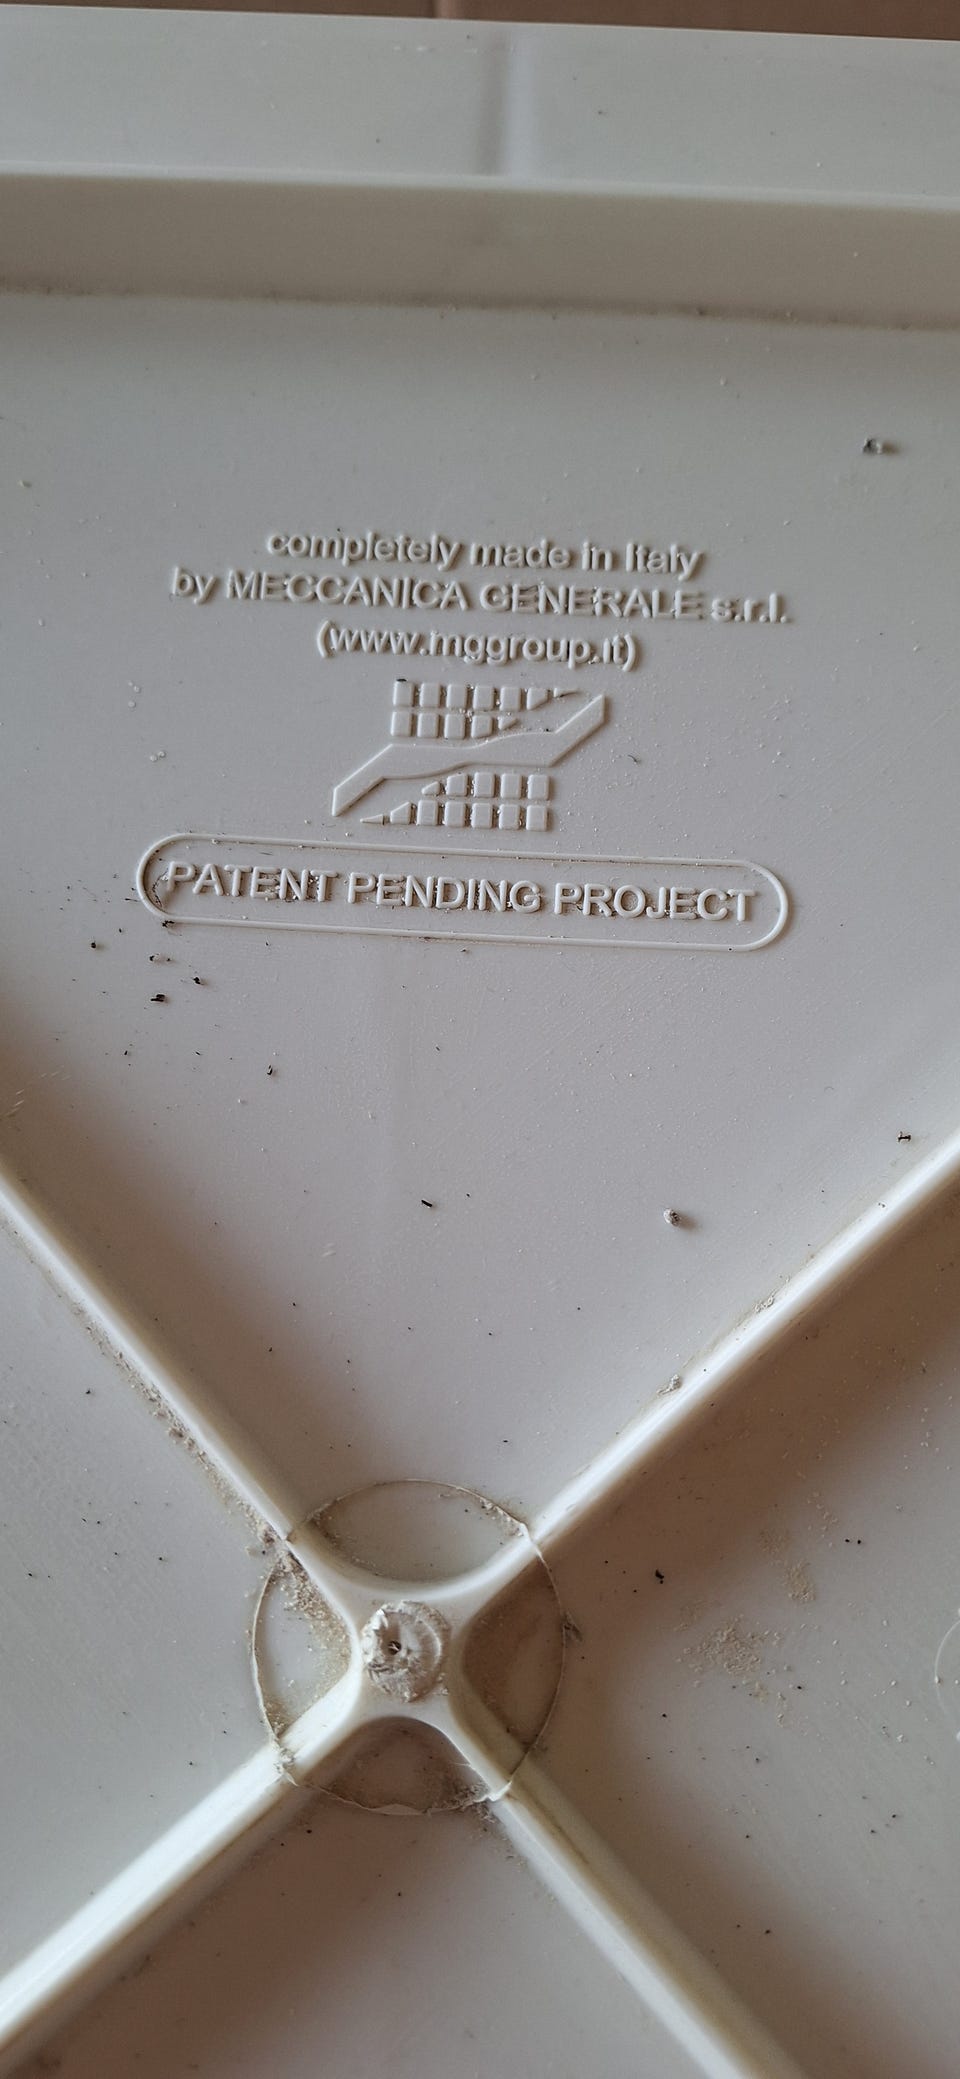 completely made in Italy
by MECCANICA GENERALE s.r.l.
(www.mggroup.it)
PATENT PENDING PROJECT